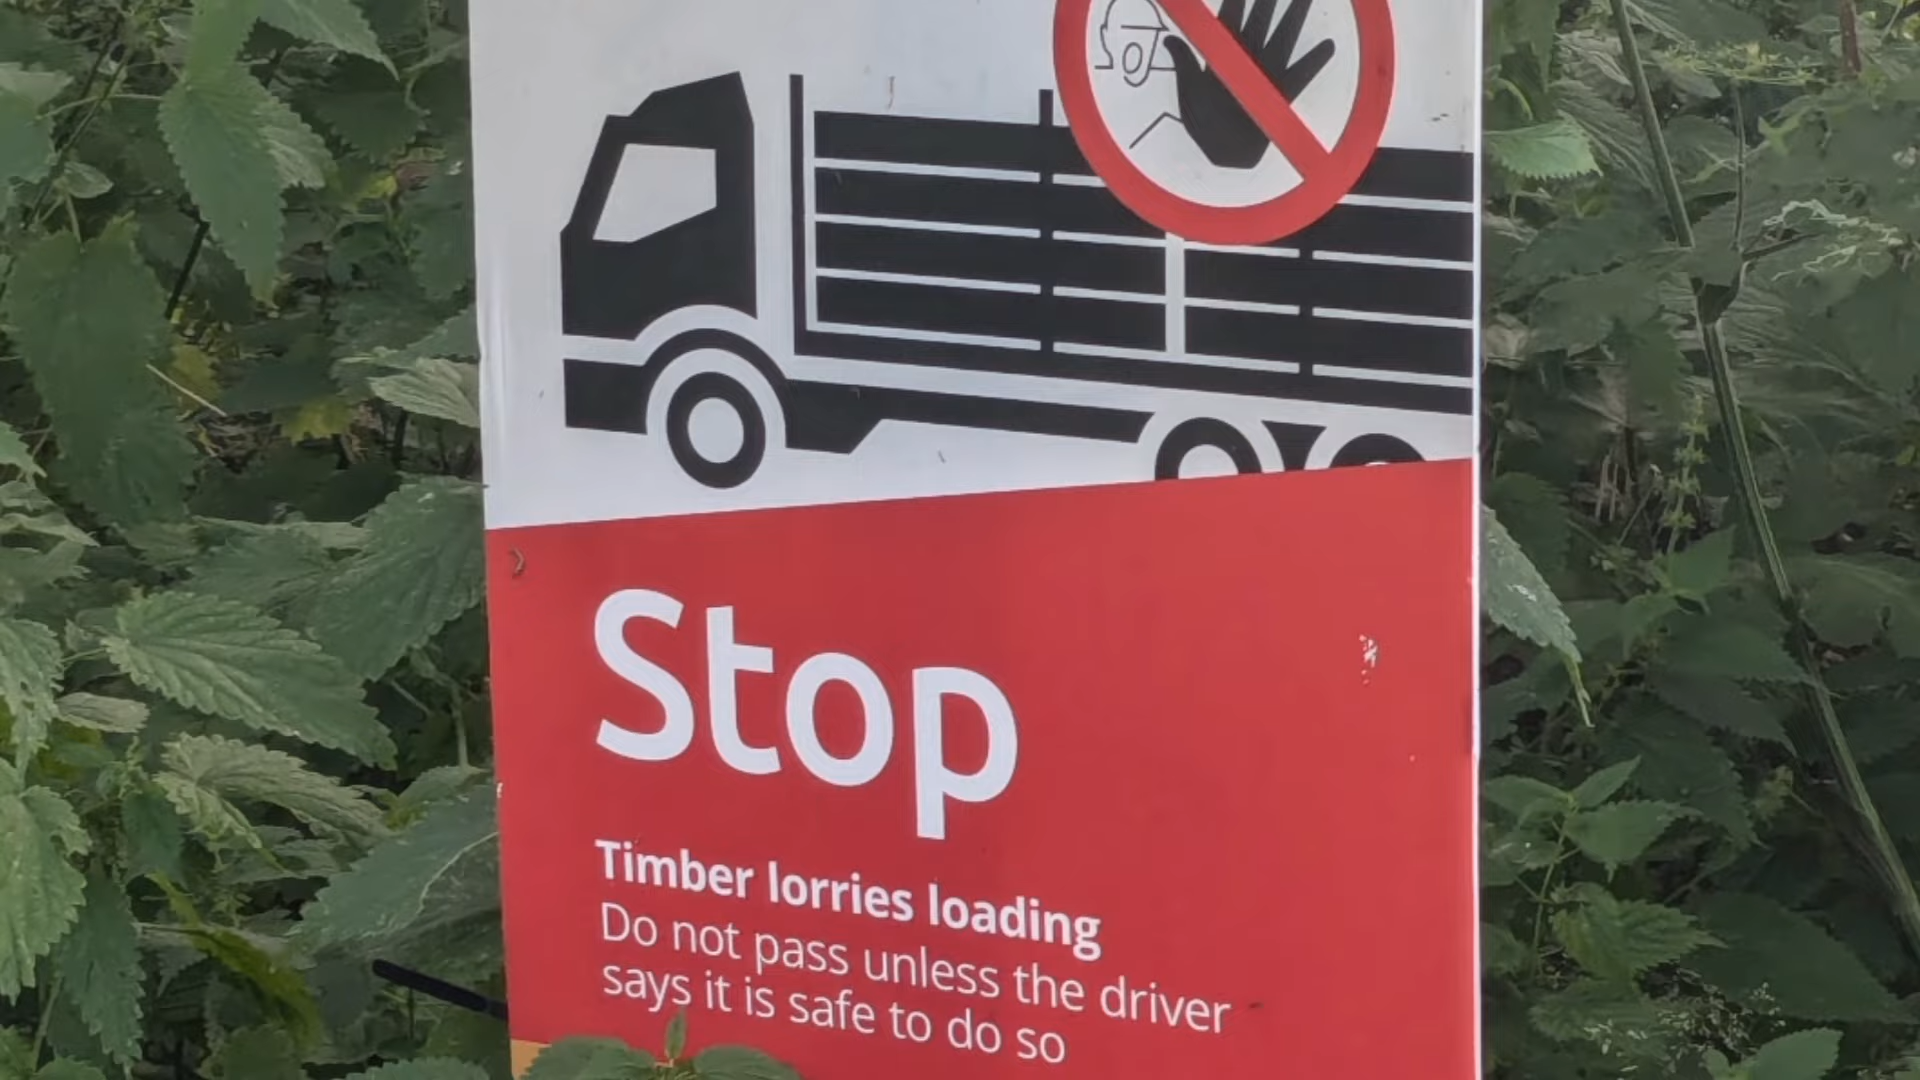 Stop
Timber lorries loading
Do not pass unless the driver
says it is safe to do so